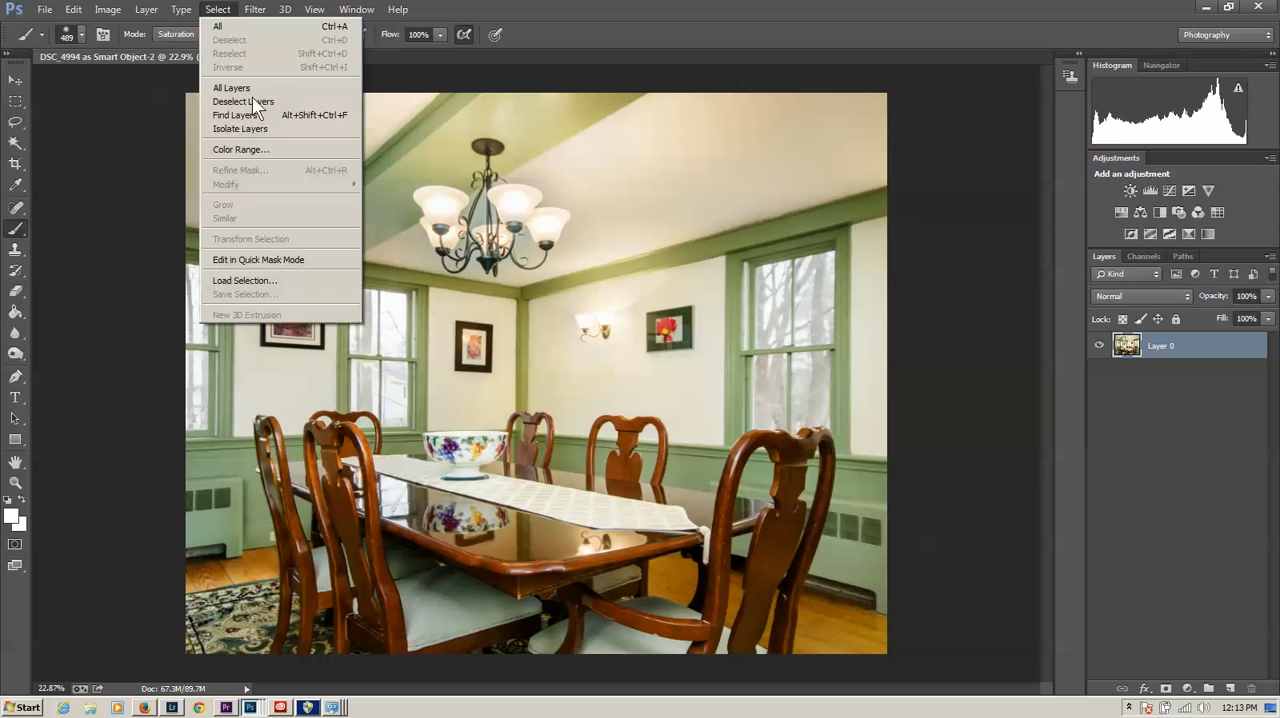 Ps File Edit Image Layer Type Select Filter 3D View Window Help
489 Mode: Saturation Flow: 100% Photography
DSC_4994 as Smart Object-2 @ 22.9%
All Ctrl+A
Deselect Ctrl+D
Reselect Shift+Ctrl+D
Inverse Shift+Ctrl+I
All Layers
Deselect Layers
Find Layers Alt+Shift+Ctrl+F
Isolate Layers
Color Range...
Refine Mask... Alt+Ctrl+R
Modify
Grow
Similar
Transform Selection
Edit in Quick Mask Mode
Load Selection...
Save Selection...
New 3D Extrusion
Histogram Navigator
Adjustments
Add an adjustment
Layers Channels Paths
Kind
Normal Opacity: 100%
Lock: Fill: 100%
Layer 0
22.87% Doc: 67.3M/89.7M
Start Lr Pr Ps 12:13 PM